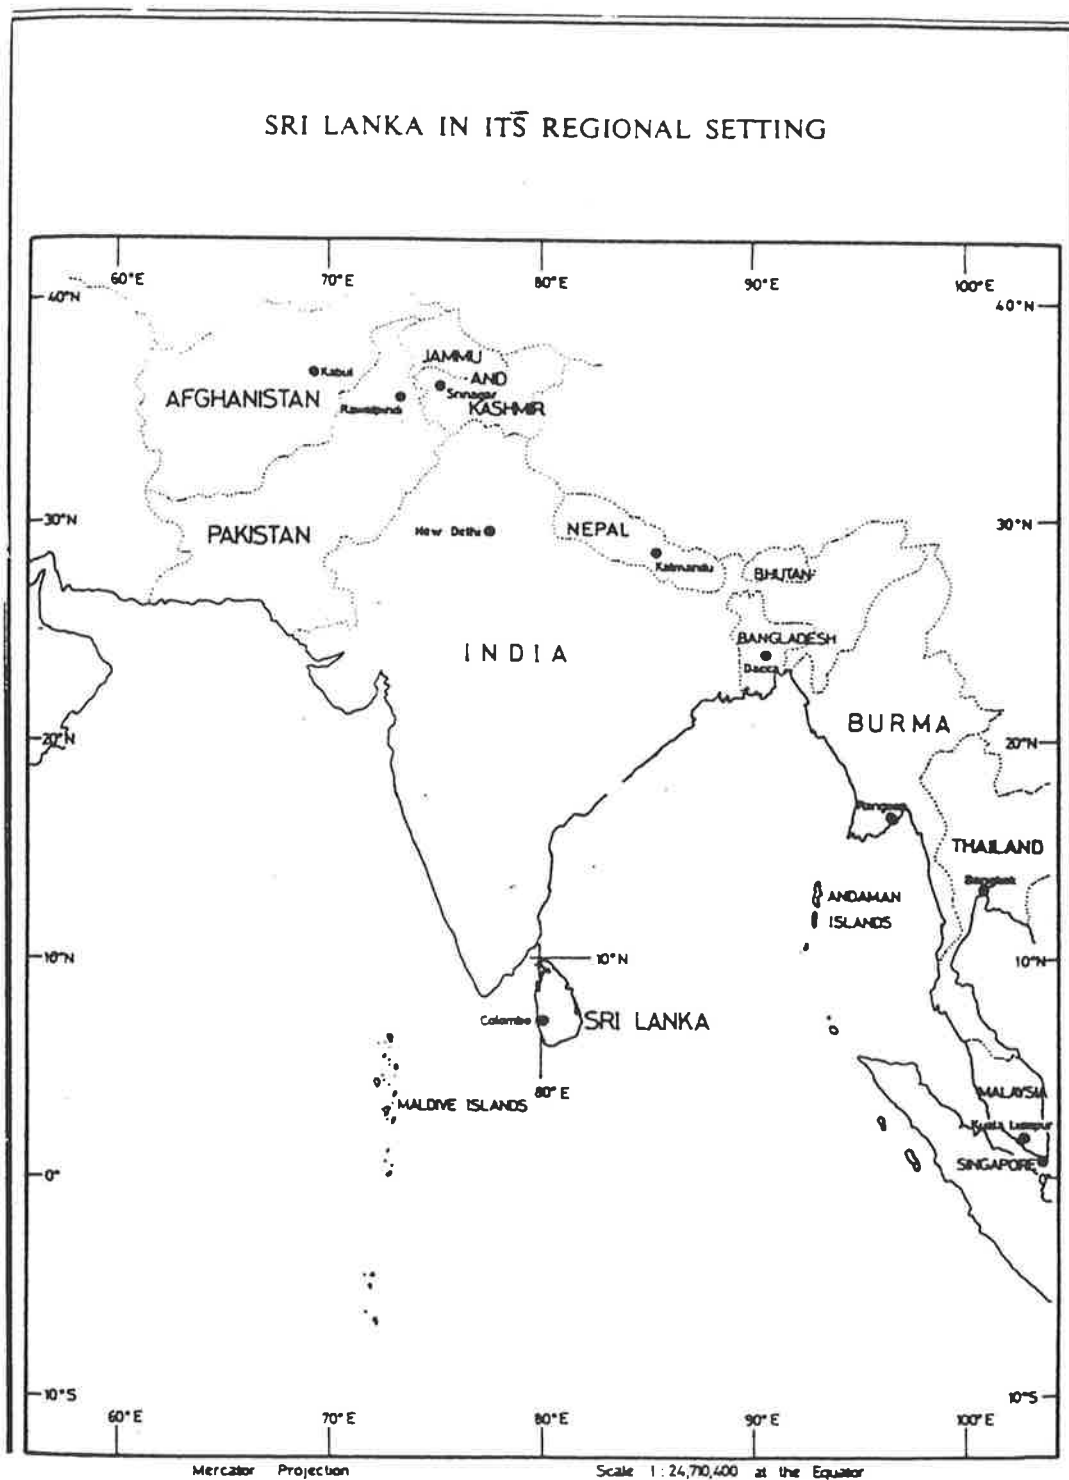 SRI LANKA IN ITS REGIONAL SETTING
60°E 70°E 80°E 90°E 100°E
40°N 40°N
JAMMU
AND
KASHMIR
Kabul
Srinagar
AFGHANISTAN
Rawalpindi
30°N 30°N
PAKISTAN
New Delhi
NEPAL
Katmandu
BHUTAN
INDIA
BANGLADESH
Dacca
BURMA
20°N 20°N
Rangoon
THAILAND
Bangkok
ANDAMAN
ISLANDS
10°N 10°N 10°N
Colombo
SRI LANKA
80°E
MALDIVE ISLANDS
MALAYSIA
Kuala Lumpur
SINGAPORE
0°
10°S 10°S
60°E 70°E 80°E 90°E 100°E
Mercator Projection
Scale 1:24,710,400 at the Equator